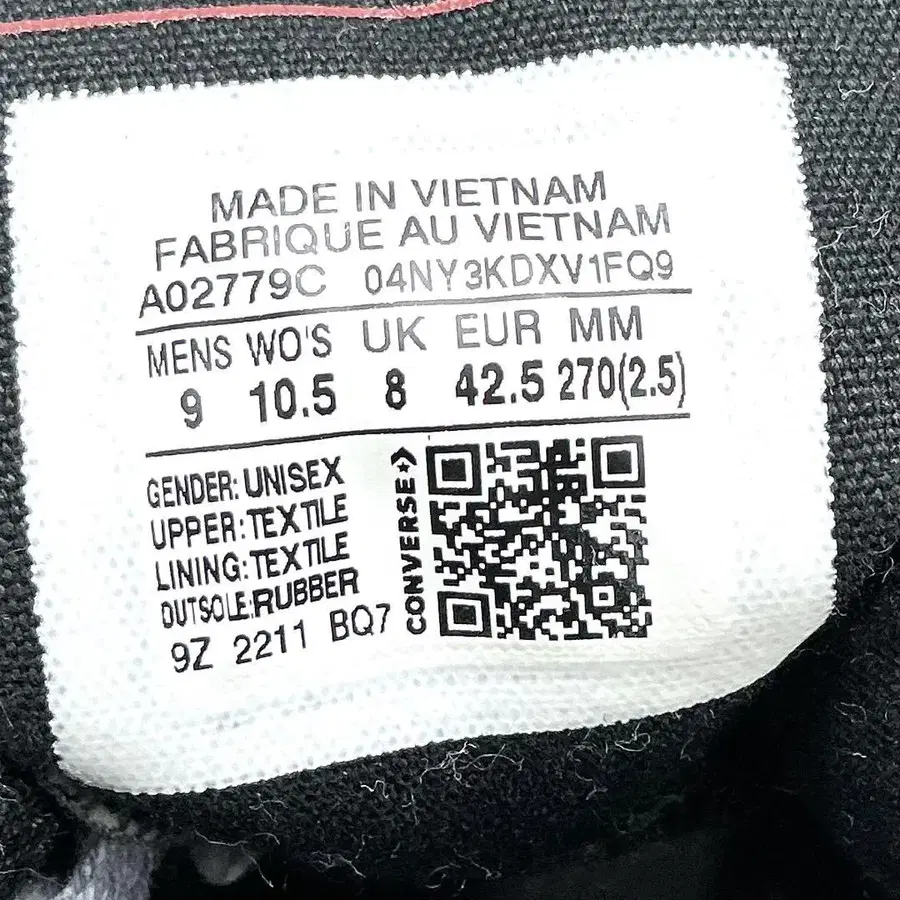 MADE IN VIETNAM
FABRIQUE AU VIETNAM
A02779C 04NY3KDXV1FQ9
MENS WO'S UK EUR MM
9 10.5 8 42.5 270(2.5)
GENDER: UNISEX
UPPER: TEXTILE
LINING: TEXTILE
OUTSOLE: RUBBER
9Z 2211 BQ7
CONVERSE